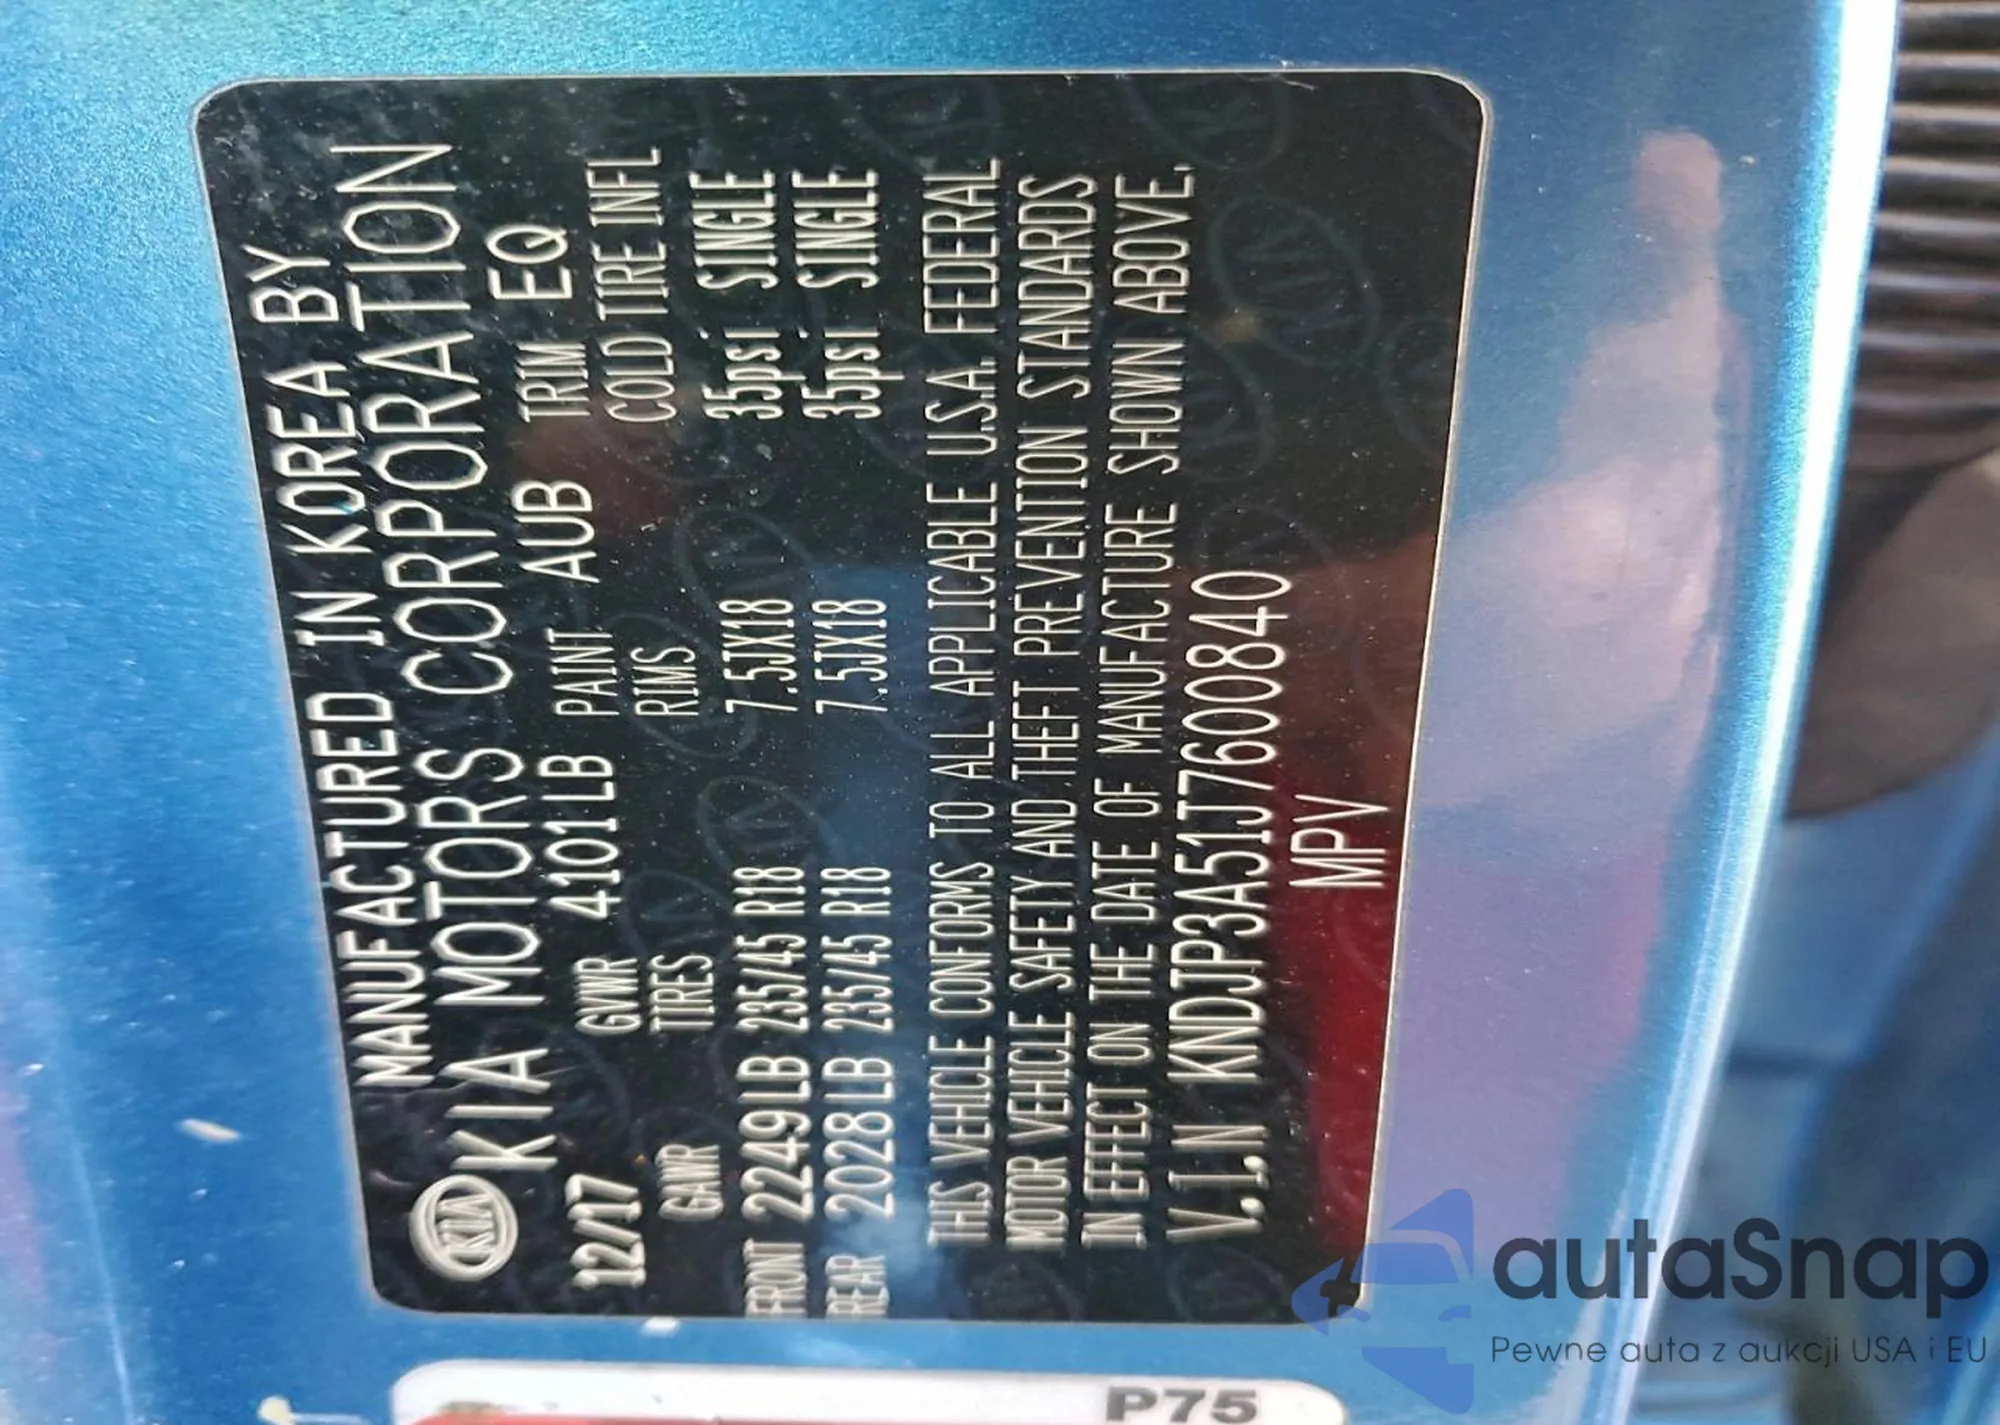 MANUFACTURED IN KOREA BY
KIA KIA MOTORS CORPORATION
12/17 GVWR 4101LB PAINT AUB TRIM EQ
GAWR TIRES RIMS COLD TIRE INFL
FRONT 2249LB 235/45 R18 7.5JX18 35psi SINGLE
REAR 2028LB 235/45 R18 7.5JX18 35psi SINGLE
THIS VEHICLE CONFORMS TO ALL APPLICABLE U.S.A. FEDERAL
MOTOR VEHICLE SAFETY AND THEFT PREVENTION STANDARDS
IN EFFECT ON THE DATE OF MANUFACTURE SHOWN ABOVE.
V.I.N KNDJP3A51J7600840
MPV
P75
autaSnap
Pewne auta z aukcji USA i EU